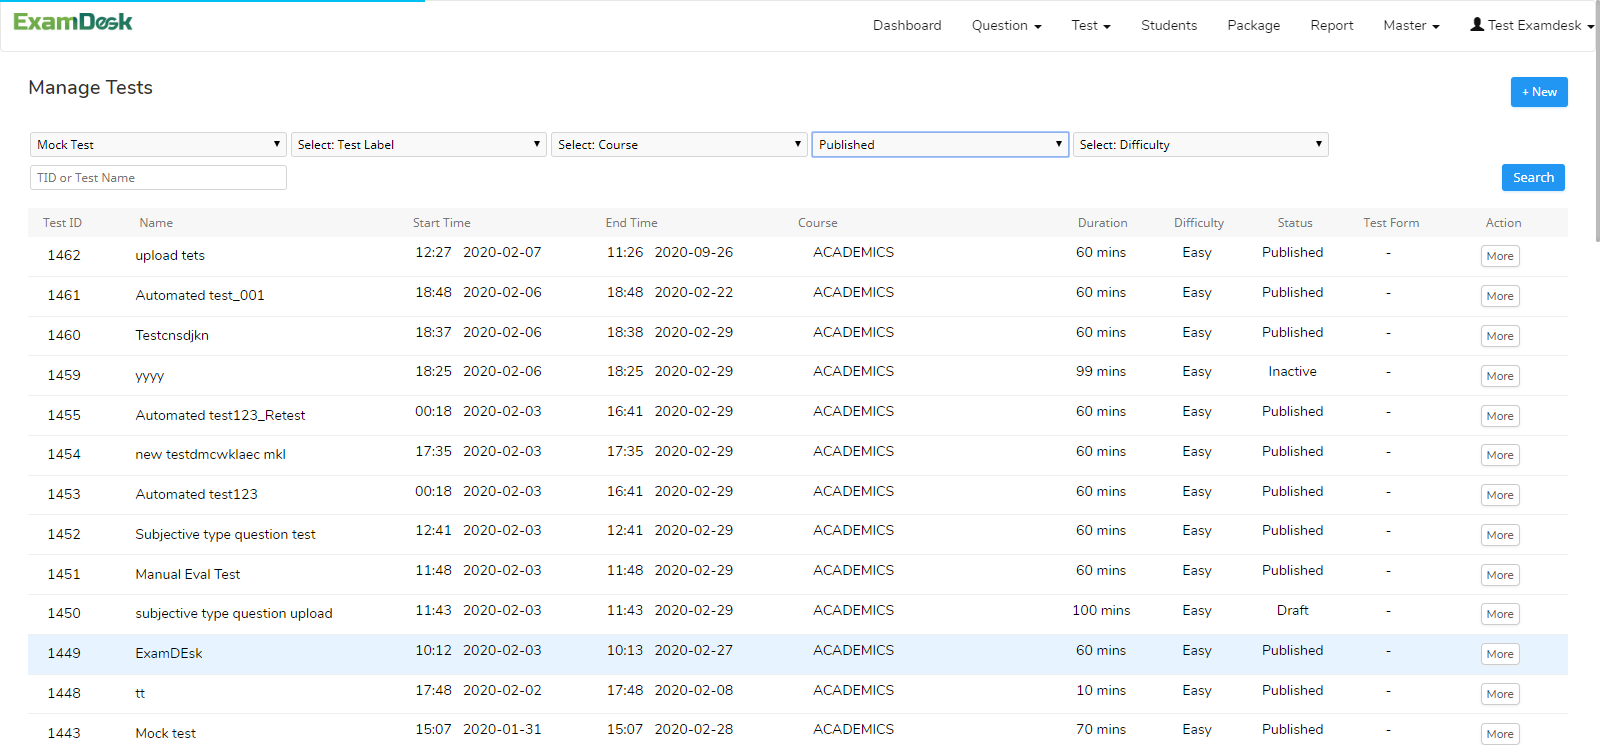 ExamDesk Dashboard Question Test Students Package Report Master Test Examdesk
Manage Tests
+ New
Mock Test Select: Test Label Select: Course Published Select: Difficulty
TID or Test Name Search
Test ID Name Start Time End Time Course Duration Difficulty Status Test Form Action
1462 upload tets 12:27 2020-02-07 11:26 2020-09-26 ACADEMICS 60 mins Easy Published - More
1461 Automated test_001 18:48 2020-02-06 18:48 2020-02-22 ACADEMICS 60 mins Easy Published - More
1460 Testcnsdjkn 18:37 2020-02-06 18:38 2020-02-29 ACADEMICS 60 mins Easy Published - More
1459 yyyy 18:25 2020-02-06 18:25 2020-02-29 ACADEMICS 99 mins Easy Inactive - More
1455 Automated test123_Retest 00:18 2020-02-03 16:41 2020-02-29 ACADEMICS 60 mins Easy Published - More
1454 new testdmcwklaec mkl 17:35 2020-02-03 17:35 2020-02-29 ACADEMICS 60 mins Easy Published - More
1453 Automated test123 00:18 2020-02-03 16:41 2020-02-29 ACADEMICS 60 mins Easy Published - More
1452 Subjective type question test 12:41 2020-02-03 12:41 2020-02-29 ACADEMICS 60 mins Easy Published - More
1451 Manual Eval Test 11:48 2020-02-03 11:48 2020-02-29 ACADEMICS 60 mins Easy Published - More
1450 subjective type question upload 11:43 2020-02-03 11:43 2020-02-29 ACADEMICS 100 mins Easy Draft - More
1449 ExamDEsk 10:12 2020-02-03 10:13 2020-02-27 ACADEMICS 60 mins Easy Published - More
1448 tt 17:48 2020-02-02 17:48 2020-02-08 ACADEMICS 10 mins Easy Published - More
1443 Mock test 15:07 2020-01-31 15:07 2020-02-28 ACADEMICS 70 mins Easy Published - More